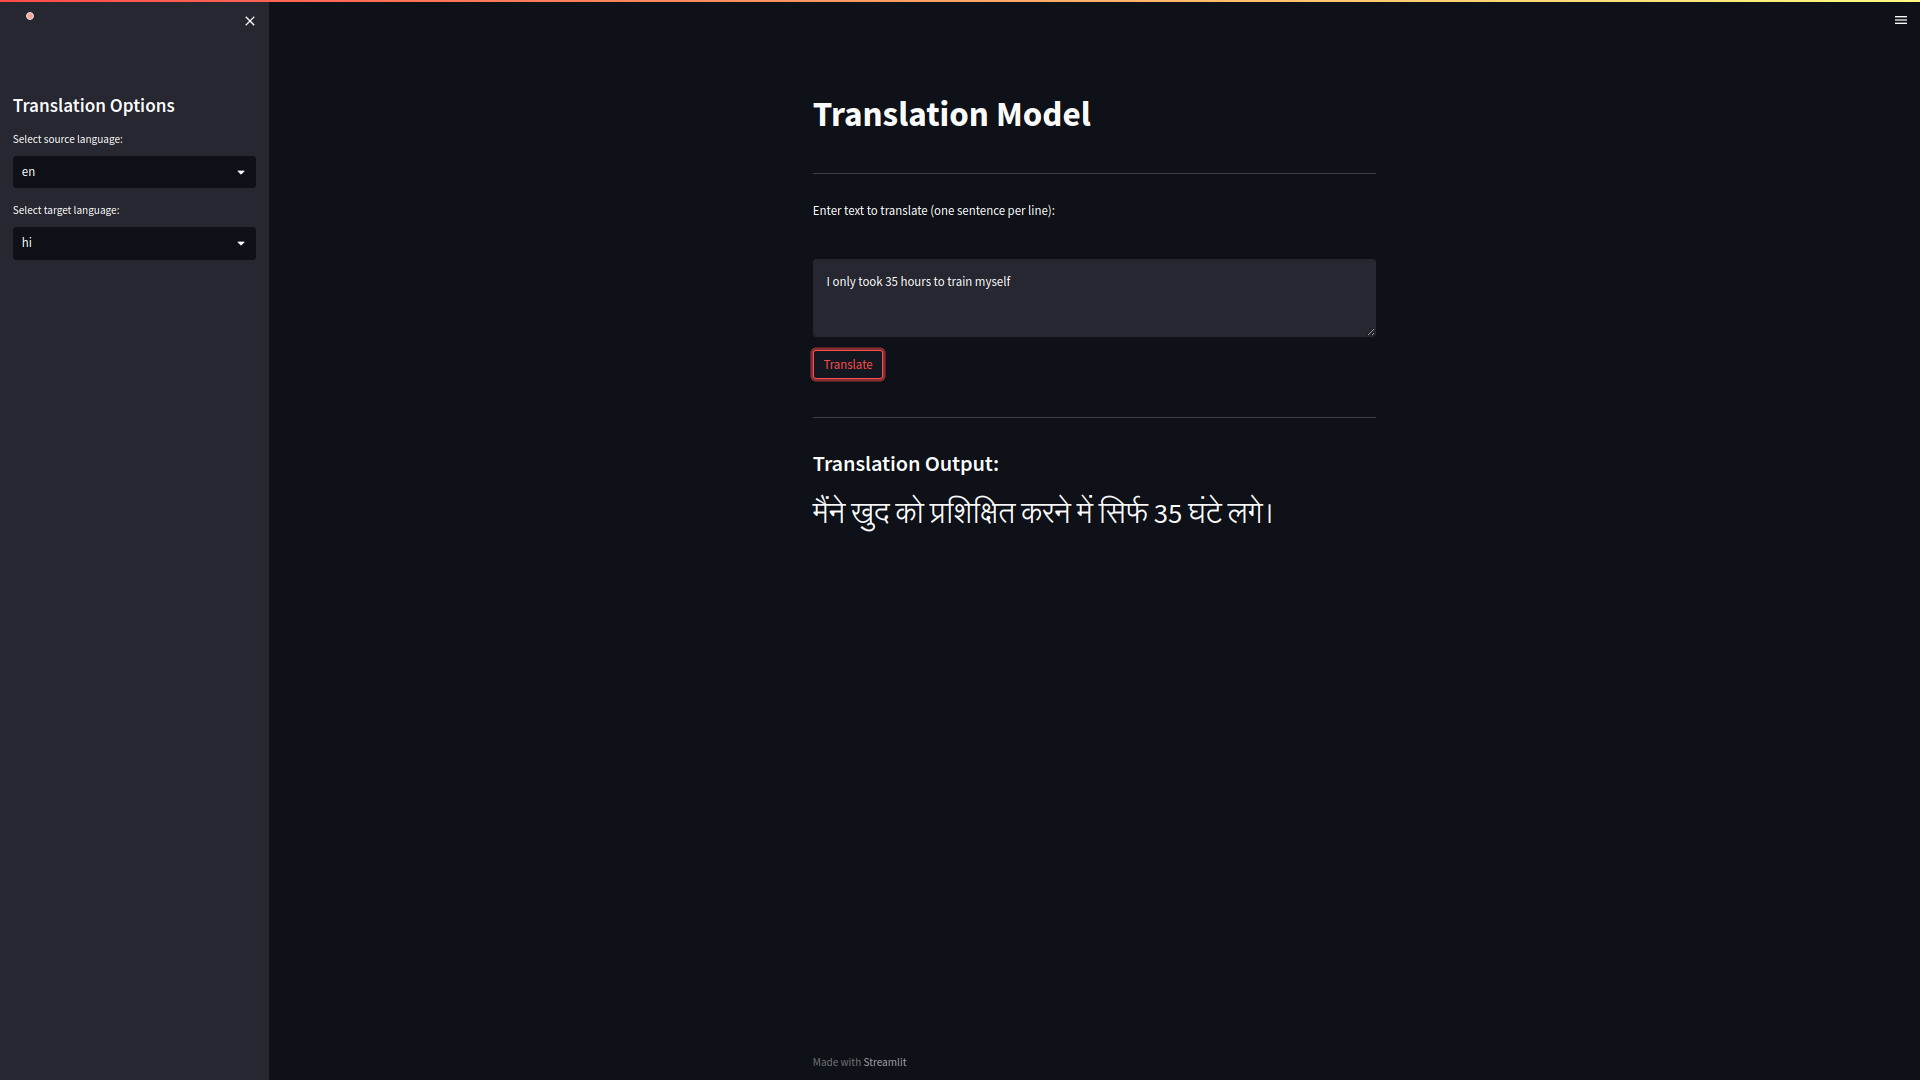 Translation Options
Select source language:
en
Select target language:
hi
Translation Model
Enter text to translate (one sentence per line):
I only took 35 hours to train myself
Translate
Translation Output:
मैंने खुद को प्रशिक्षित करने में सिर्फ 35 घंटे लगे।
Made with Streamlit